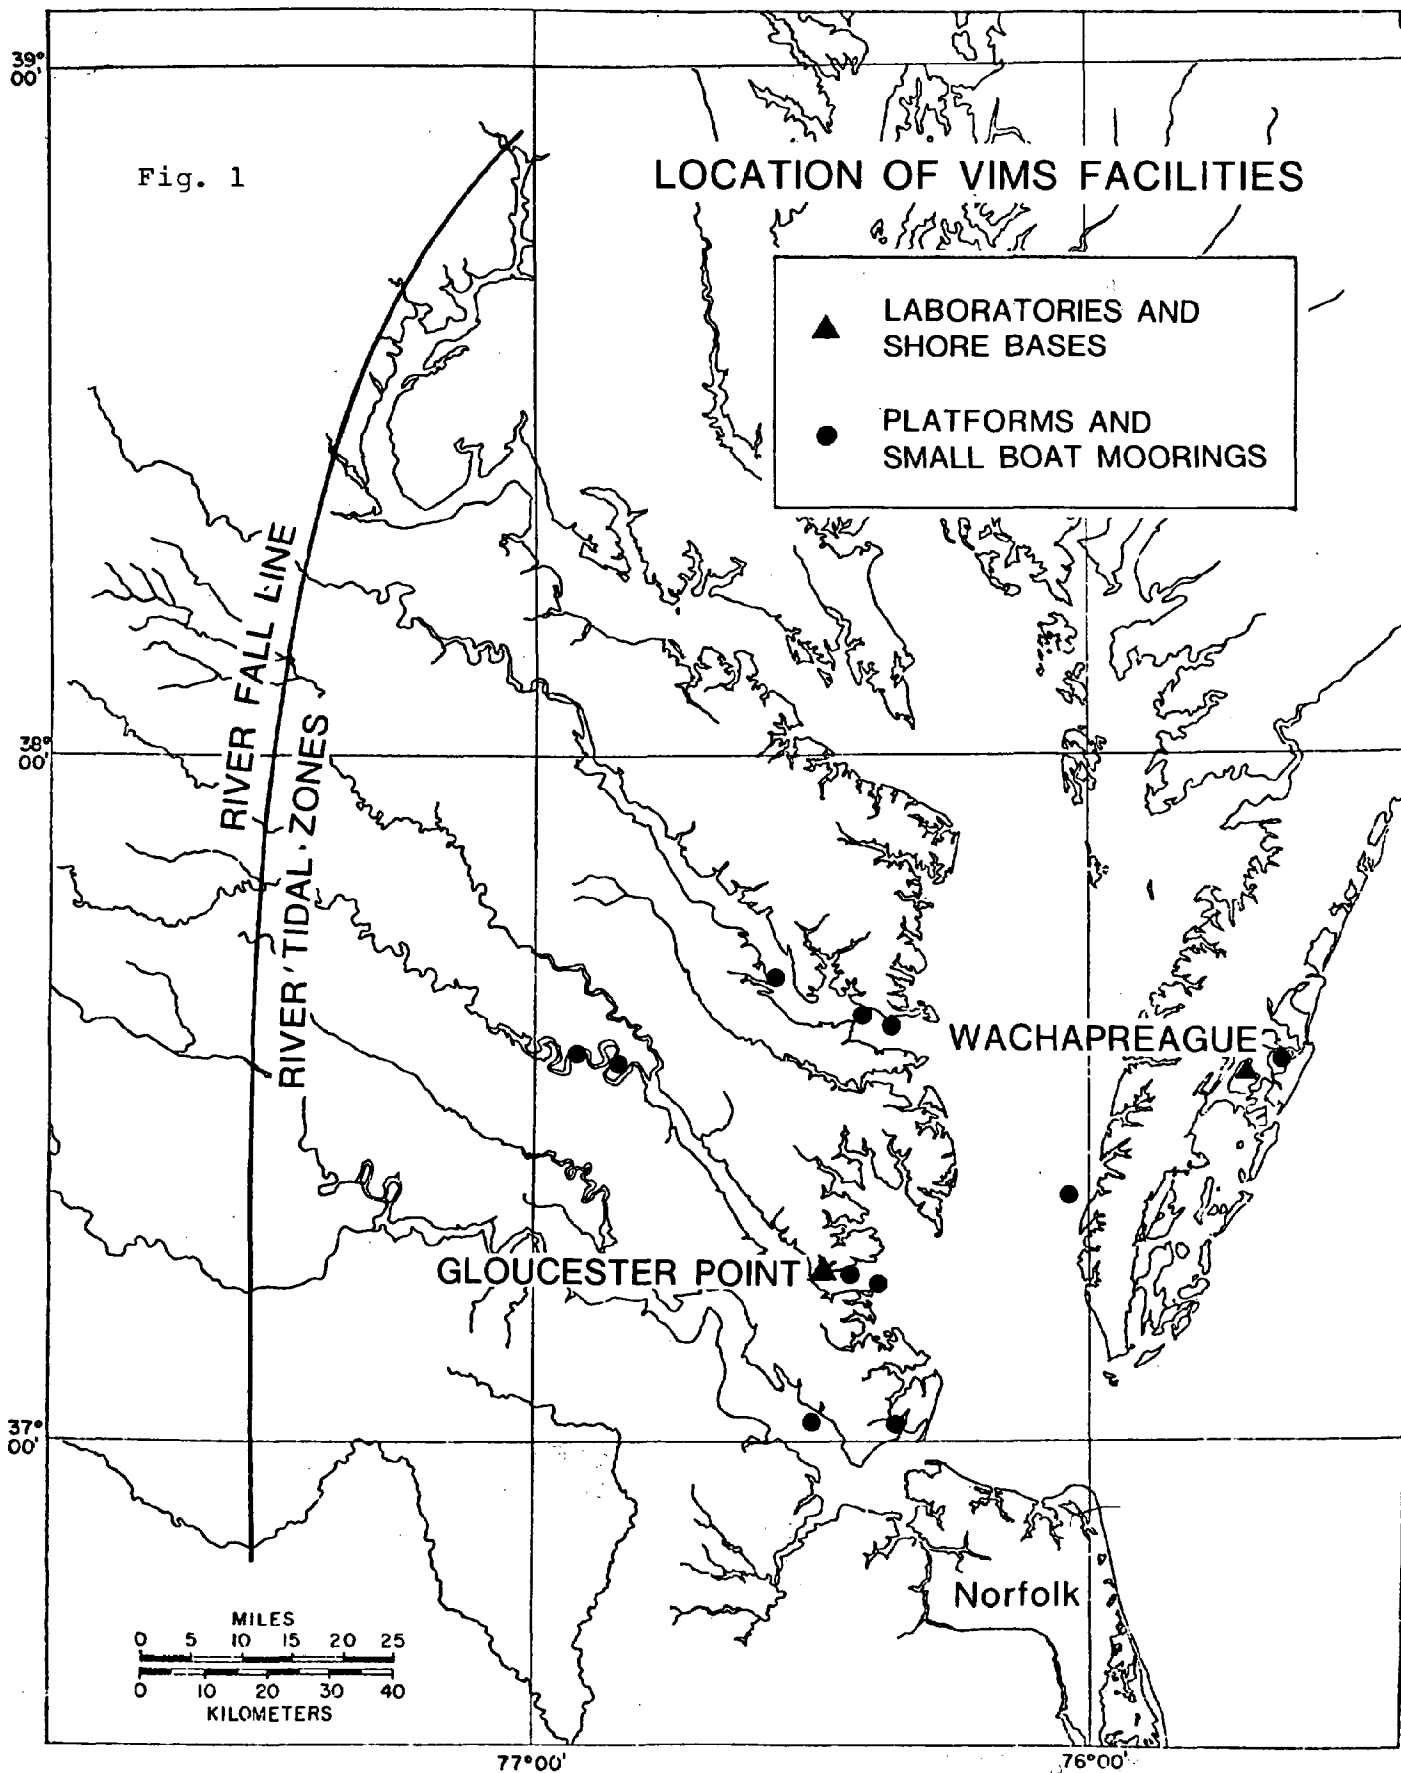 39°
00'
Fig. 1
LOCATION OF VIMS FACILITIES
LABORATORIES AND
SHORE BASES
PLATFORMS AND
SMALL BOAT MOORINGS
RIVER FALL LINE
RIVER TIDAL ZONES
38°
00'
WACHAPREAGUE
GLOUCESTER POINT
37°
00'
Norfolk
MILES
0 5 10 15 20 25
0 10 20 30 40
KILOMETERS
77°00'
76°00'